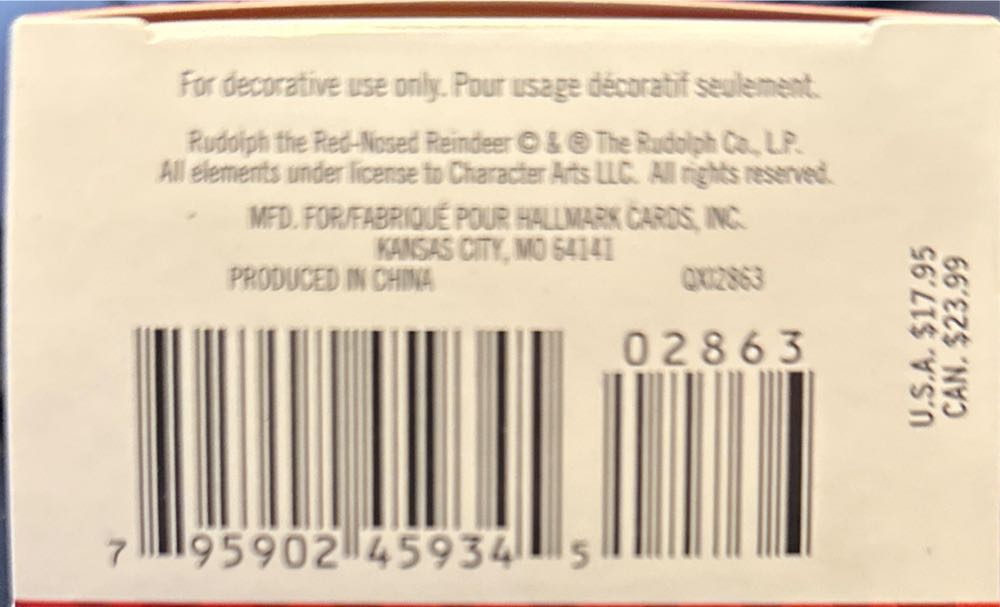 For decorative use only. Pour usage décoratif seulement.
Rudolph the Red-Nosed Reindeer © & ® The Rudolph Co., L.P.
All elements under license to Character Arts LLC. All rights reserved.
MFD. FOR/FABRIQUÉ POUR HALLMARK CARDS, INC.
KANSAS CITY, MO 64141
PRODUCED IN CHINA QXI2863
02863
7 95902 45934 5
U.S.A. $17.95
CAN. $23.99